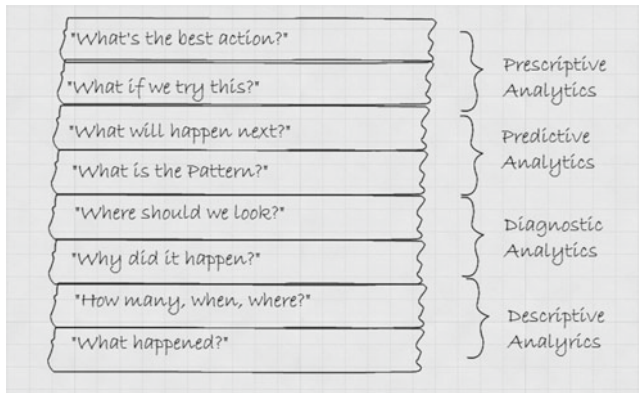 "What's the best action?"
"What if we try this?"
Prescriptive
Analytics
"What will happen next?"
"What is the Pattern?"
Predictive
Analytics
"Where should we look?"
"Why did it happen?"
Diagnostic
Analytics
"How many, when, where?"
"What happened?"
Descriptive
Analyrics